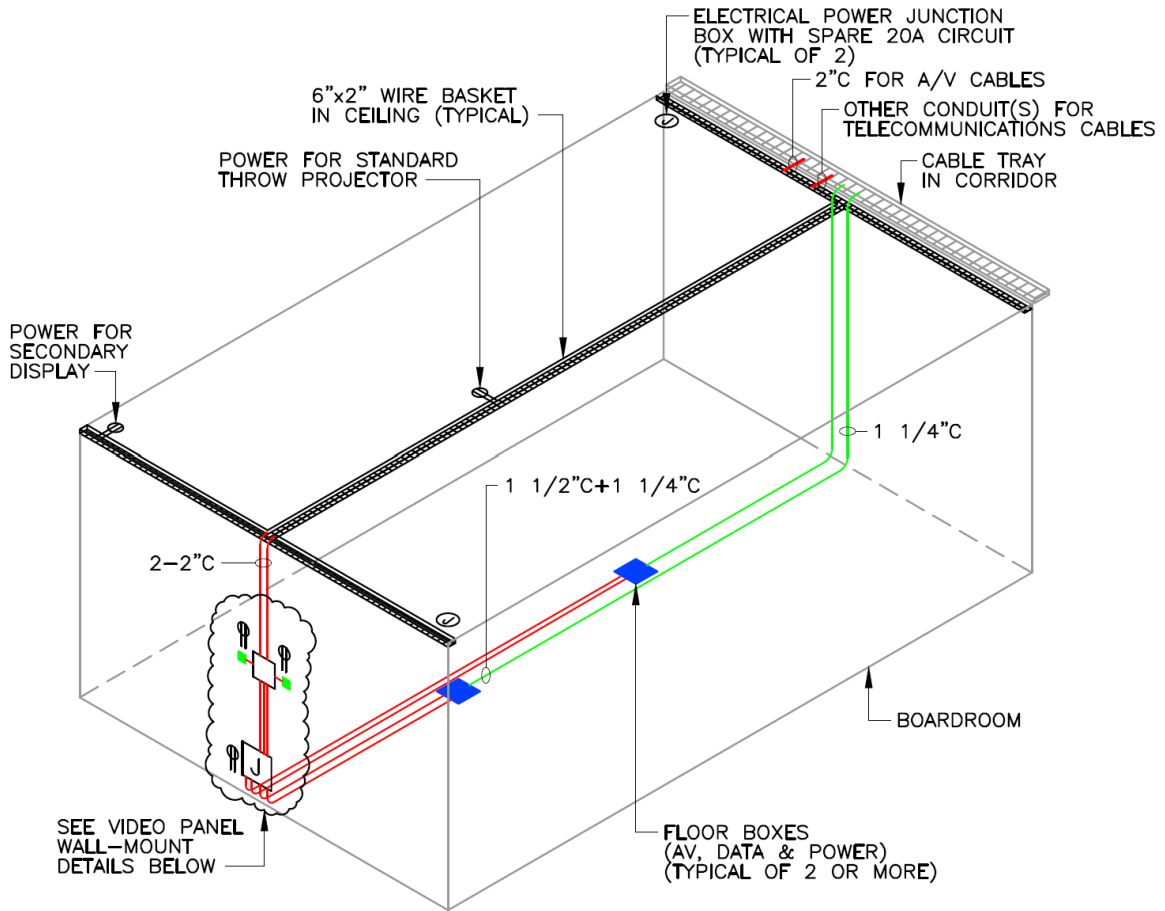 ELECTRICAL POWER JUNCTION
BOX WITH SPARE 20A CIRCUIT
(TYPICAL OF 2)
2"C FOR A/V CABLES
6"x2" WIRE BASKET
IN CEILING (TYPICAL)
OTHER CONDUIT(S) FOR
TELECOMMUNICATIONS CABLES
J
POWER FOR STANDARD
THROW PROJECTOR
CABLE TRAY
IN CORRIDOR
POWER FOR
SECONDARY
DISPLAY
1 1/4"C
1 1/2"C+1 1/4"C
2-2"C
J
J
BOARDROOM
SEE VIDEO PANEL
WALL-MOUNT
DETAILS BELOW
FLOOR BOXES
(AV, DATA & POWER)
(TYPICAL OF 2 OR MORE)